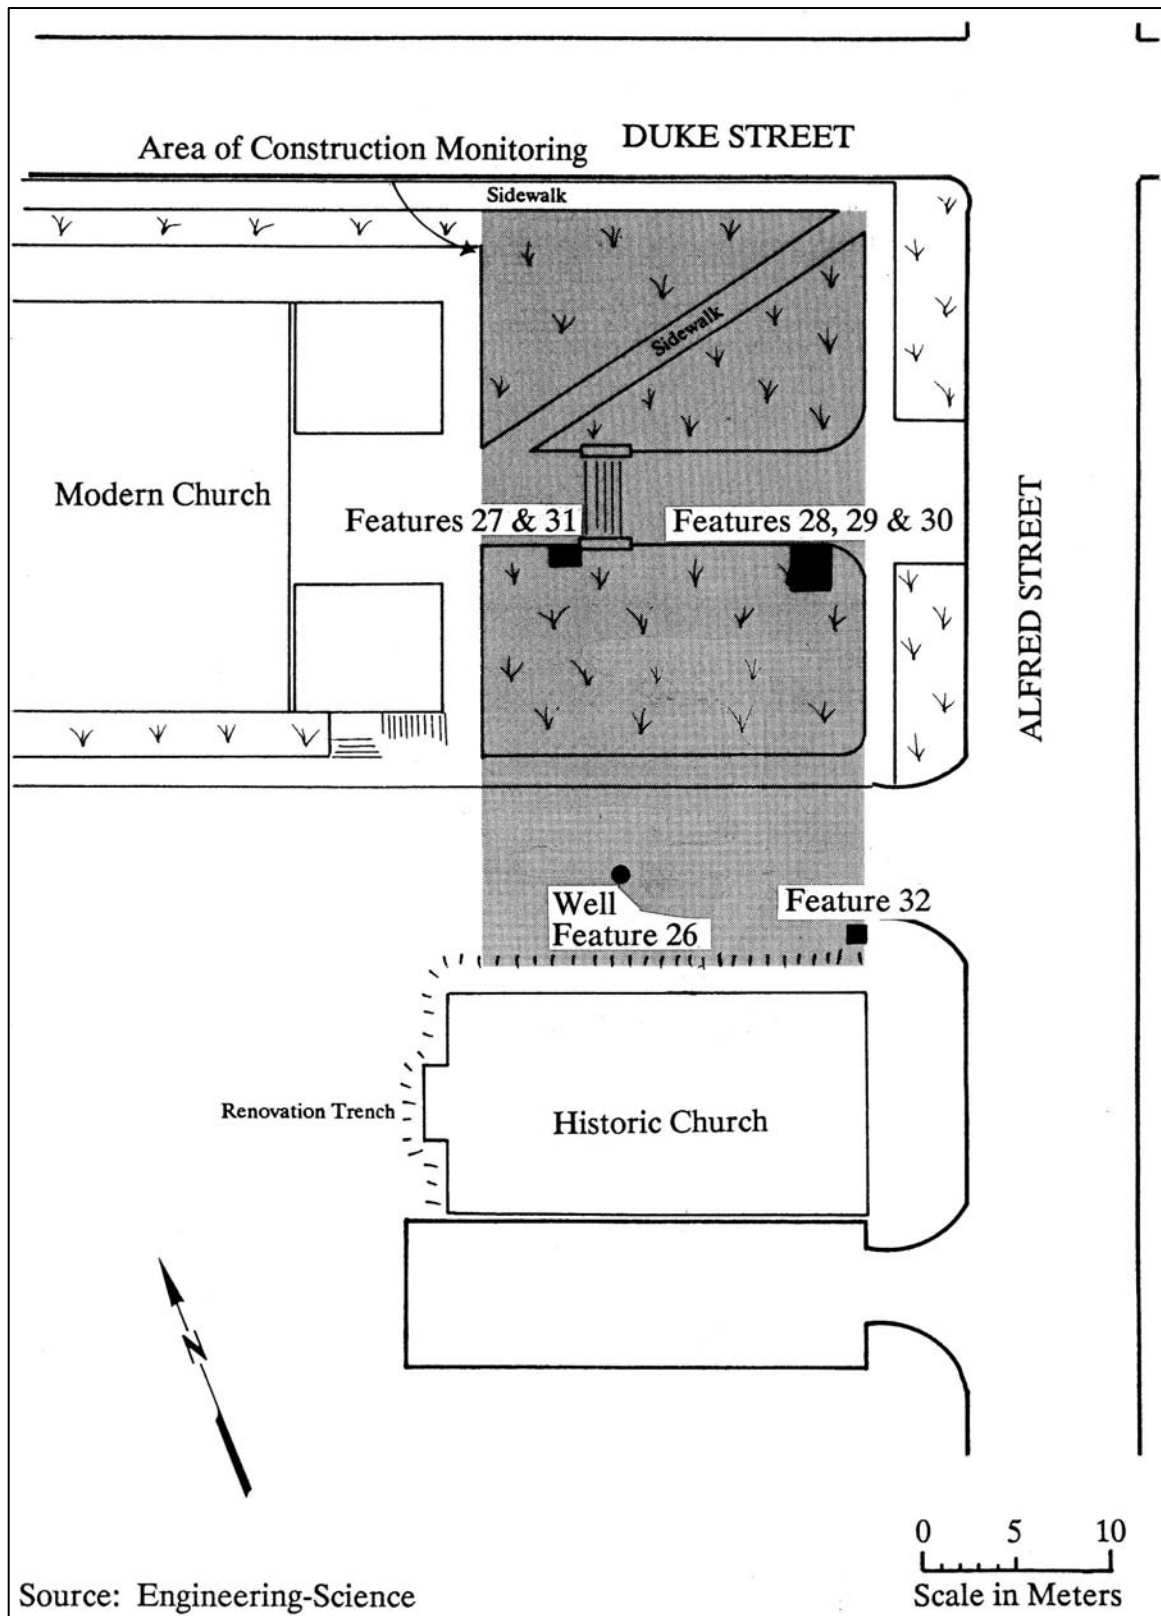 DUKE STREET
Area of Construction Monitoring
Sidewalk
Sidewalk
Modern Church
Features 27 & 31
Features 28, 29 & 30
ALFRED STREET
Well
Feature 26
Feature 32
Renovation Trench
Historic Church
N
0 5 10
Scale in Meters
Source: Engineering-Science